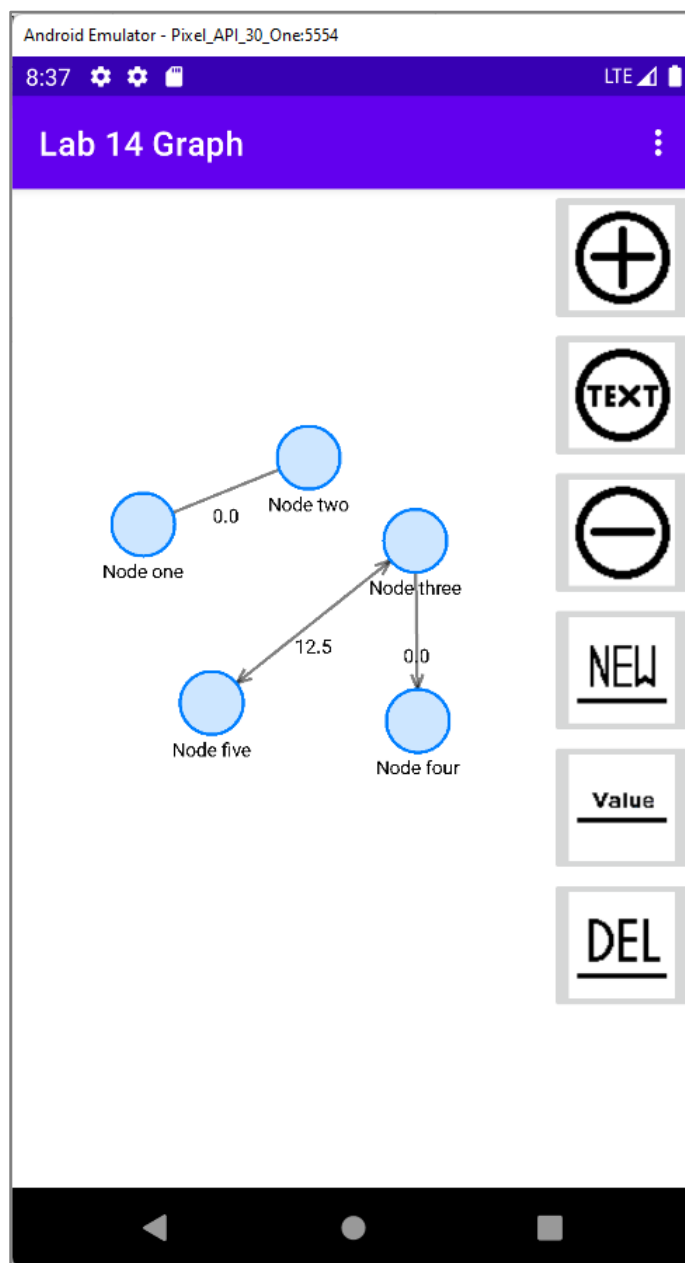 Android Emulator - Pixel_API_30_One:5554
8:37 LTE
Lab 14 Graph
TEXT
Node two
0.0
Node one
Node three
12.5
0.0
NEW
Node five
Node four
Value
DEL